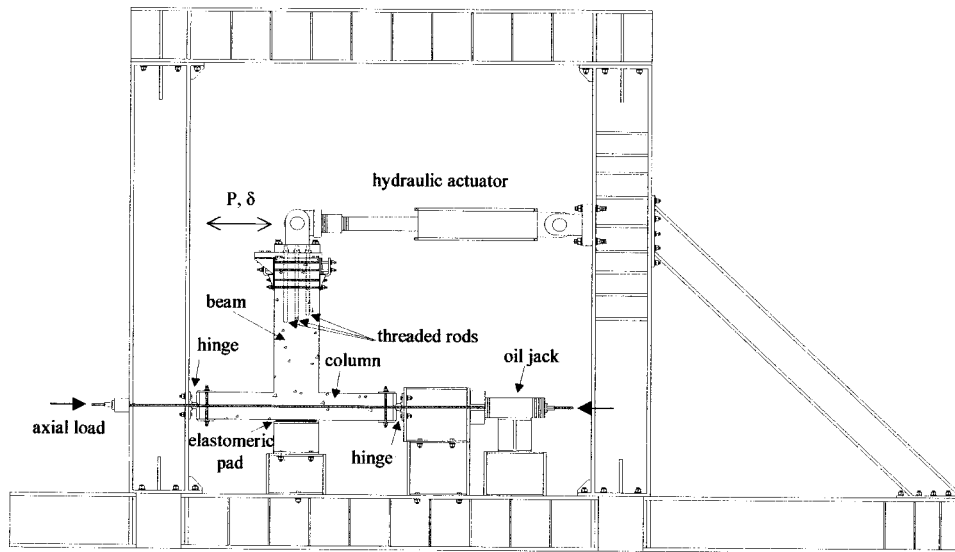 hydraulic actuator
P, δ
beam
threaded rods
hinge
column
oil jack
axial load
elastomeric
pad
hinge